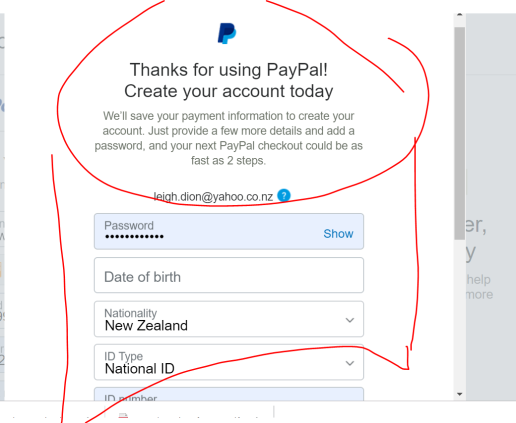 Thanks for using PayPal!
Create your account today
We'll save your payment information to create your
account. Just provide a few more details and add a
password, and your next PayPal checkout could be as
fast as 2 steps.
leigh.dion@yahoo.co.nz ?
Password
•••••••••••• Show
Date of birth
Nationality
New Zealand
ID Type
National ID
ID number
er,
y
help
more